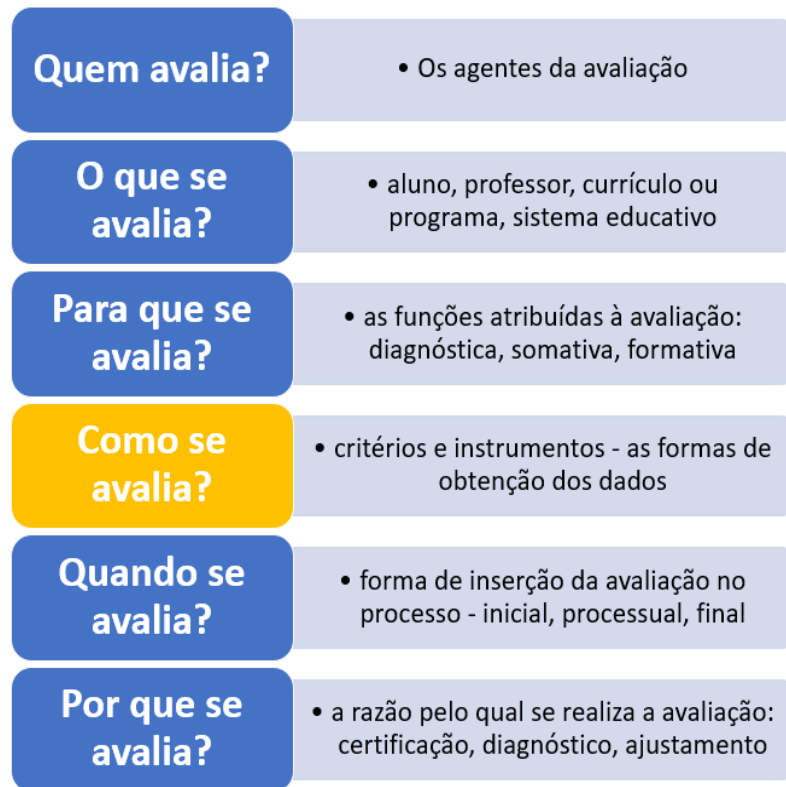 Quem avalia?
• Os agentes da avaliação
O que se
avalia?
• aluno, professor, currículo ou
programa, sistema educativo
Para que se
avalia?
• as funções atribuídas à avaliação:
diagnóstica, somativa, formativa
Como se
avalia?
• critérios e instrumentos - as formas de
obtenção dos dados
Quando se
avalia?
• forma de inserção da avaliação no
processo - inicial, processual, final
Por que se
avalia?
• a razão pelo qual se realiza a avaliação:
certificação, diagnóstico, ajustamento